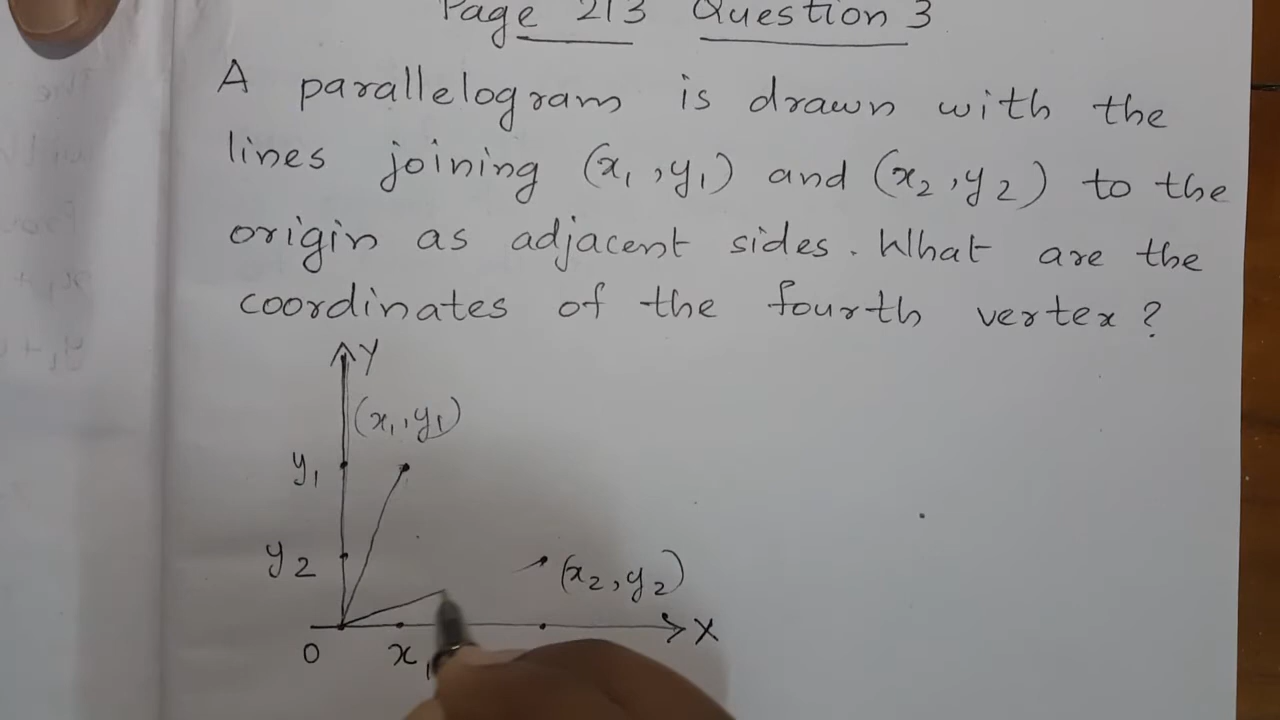 Page 213 Question 3
A parallelogram is drawn with the
lines joining (x₁,y₁) and (x₂,y₂) to the
origin as adjacent sides. What are the
coordinates of the fourth vertex?
Y
(x₁,y₁)
y₁
y₂
(x₂,y₂)
X
O
x₁